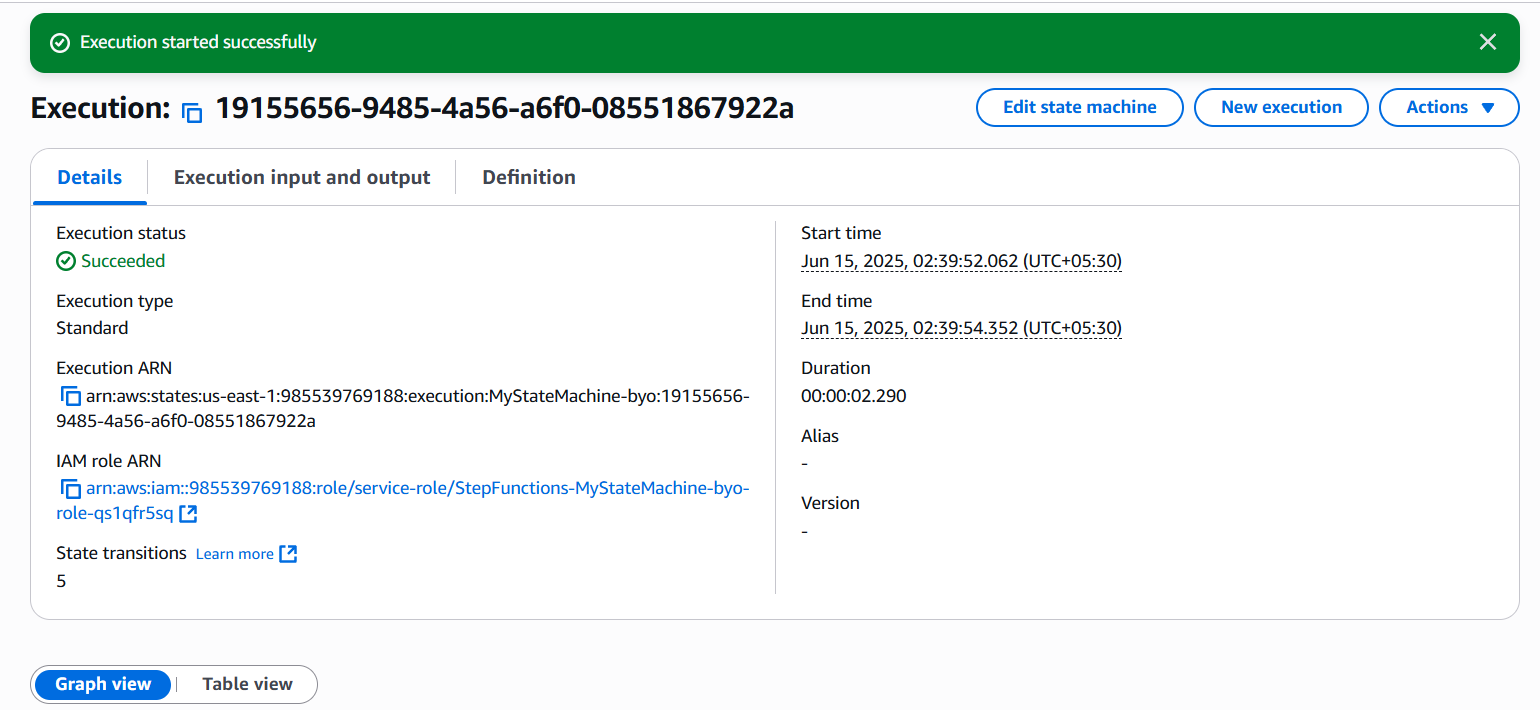 Execution started successfully
Execution: 19155656-9485-4a56-a6f0-08551867922a
Edit state machine
New execution
Actions
Details
Execution input and output
Definition
Execution status
Succeeded
Execution type
Standard
Execution ARN
arn:aws:states:us-east-1:985539769188:execution:MyStateMachine-byo:19155656-
9485-4a56-a6f0-08551867922a
IAM role ARN
arn:aws:iam::985539769188:role/service-role/StepFunctions-MyStateMachine-byo-
role-qs1qfr5sq
State transitions Learn more
5
Start time
Jun 15, 2025, 02:39:52.062 (UTC+05:30)
End time
Jun 15, 2025, 02:39:54.352 (UTC+05:30)
Duration
00:00:02.290
Alias
-
Version
-
Graph view
Table view